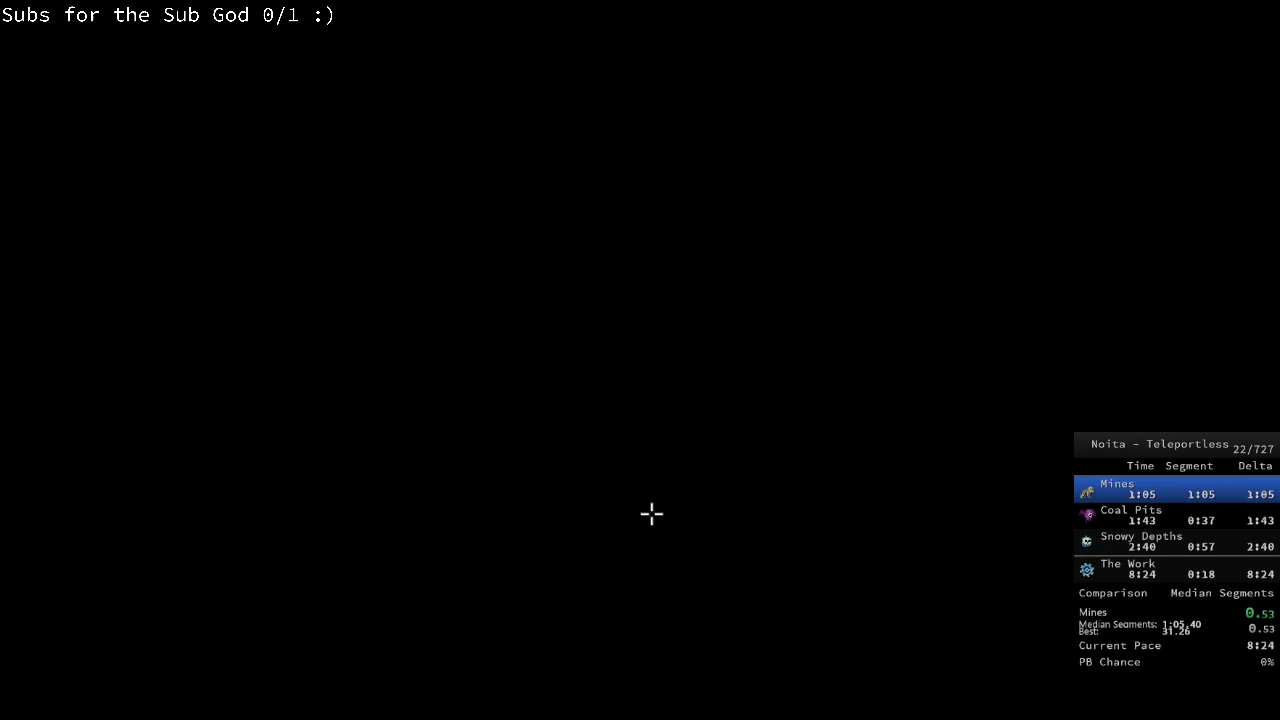 Subs for the Sub God 0/1 :)
Noita - Teleportless 22/727
Time Segment Delta
Mines
1:05 1:05 1:05
Coal Pits
1:43 0:37 1:43
Snowy Depths
2:40 0:57 2:40
The Work
8:24 0:18 8:24
Comparison Median Segments
Mines 0.53
Median Segments: 1:05.40
Best: 31.26 0.53
Current Pace 8:24
PB Chance 0%